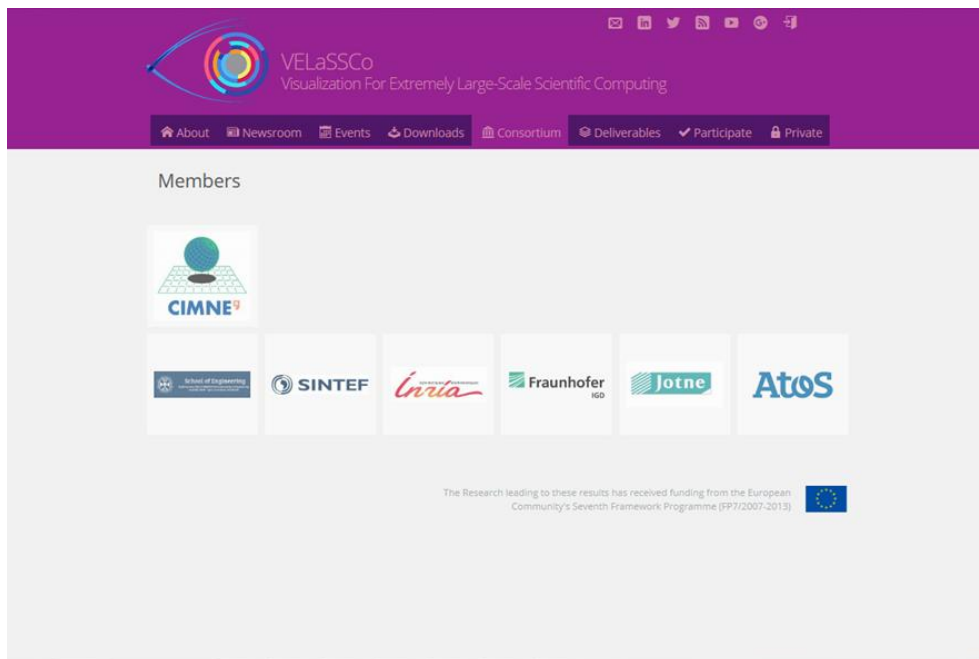 VELaSSCo
Visualization For Extremely Large-Scale Scientific Computing
About Newsroom Events Downloads Consortium Deliverables Participate Private
Members
CIMNE⁹
School of Engineering
SINTEF
Inria
Fraunhofer
IGD
Jotne
Atos
The Research leading to these results has received funding from the European
Community's Seventh Framework Programme (FP7/2007-2013)